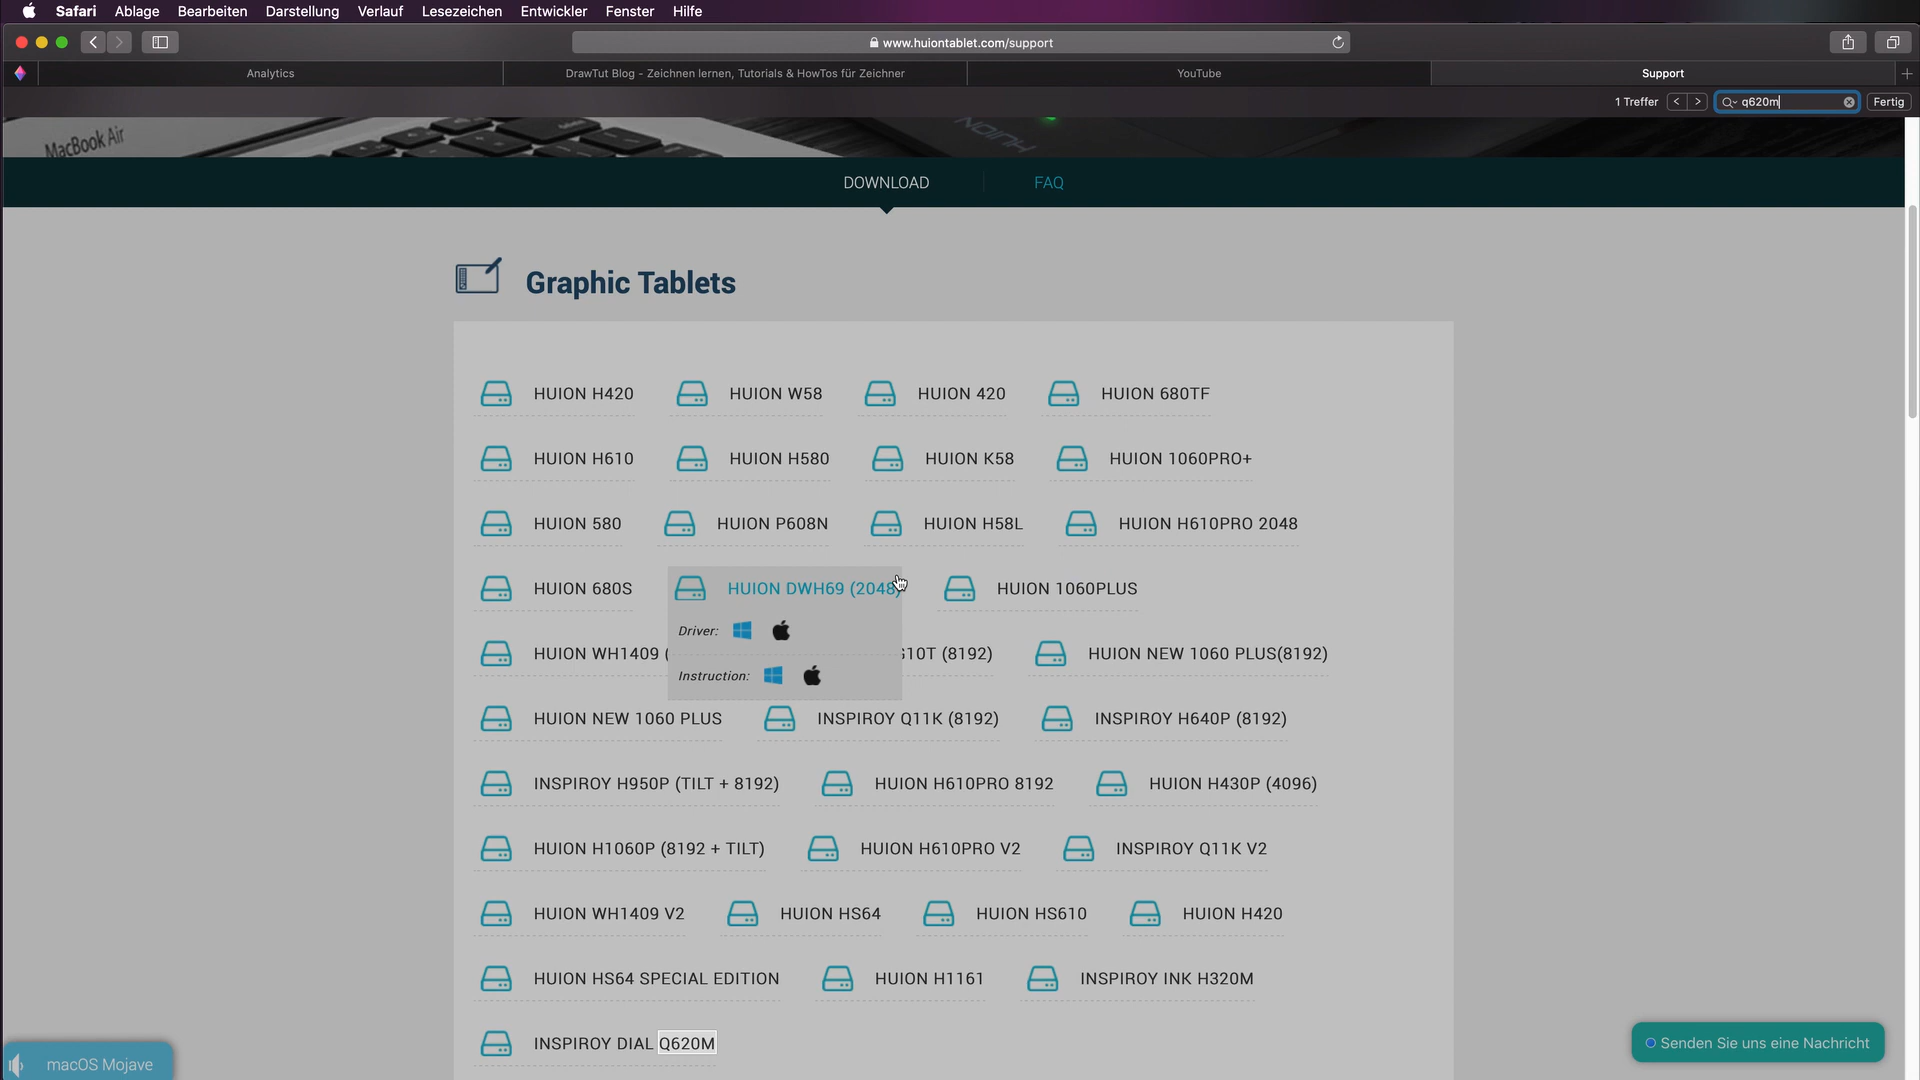 Safari Ablage Bearbeiten Darstellung Verlauf Lesezeichen Entwickler Fenster Hilfe
www.huiontablet.com/support
Analytics DrawTut Blog - Zeichnen lernen, Tutorials & HowTos für Zeichner YouTube Support
1 Treffer q620m Fertig
MacBook Air HUION
DOWNLOAD FAQ
Graphic Tablets
HUION H420 HUION W58 HUION 420 HUION 680TF
HUION H610 HUION H580 HUION K58 HUION 1060PRO+
HUION 580 HUION P608N HUION H58L HUION H610PRO 2048
HUION 680S HUION DWH69 (2048) HUION 1060PLUS
Driver:
HUION WH1409 ( 10T (8192) HUION NEW 1060 PLUS(8192)
Instruction:
HUION NEW 1060 PLUS INSPIROY Q11K (8192) INSPIROY H640P (8192)
INSPIROY H950P (TILT + 8192) HUION H610PRO 8192 HUION H430P (4096)
HUION H1060P (8192 + TILT) HUION H610PRO V2 INSPIROY Q11K V2
HUION WH1409 V2 HUION HS64 HUION HS610 HUION H420
HUION HS64 SPECIAL EDITION HUION H1161 INSPIROY INK H320M
INSPIROY DIAL Q620M
macOS Mojave
Senden Sie uns eine Nachricht